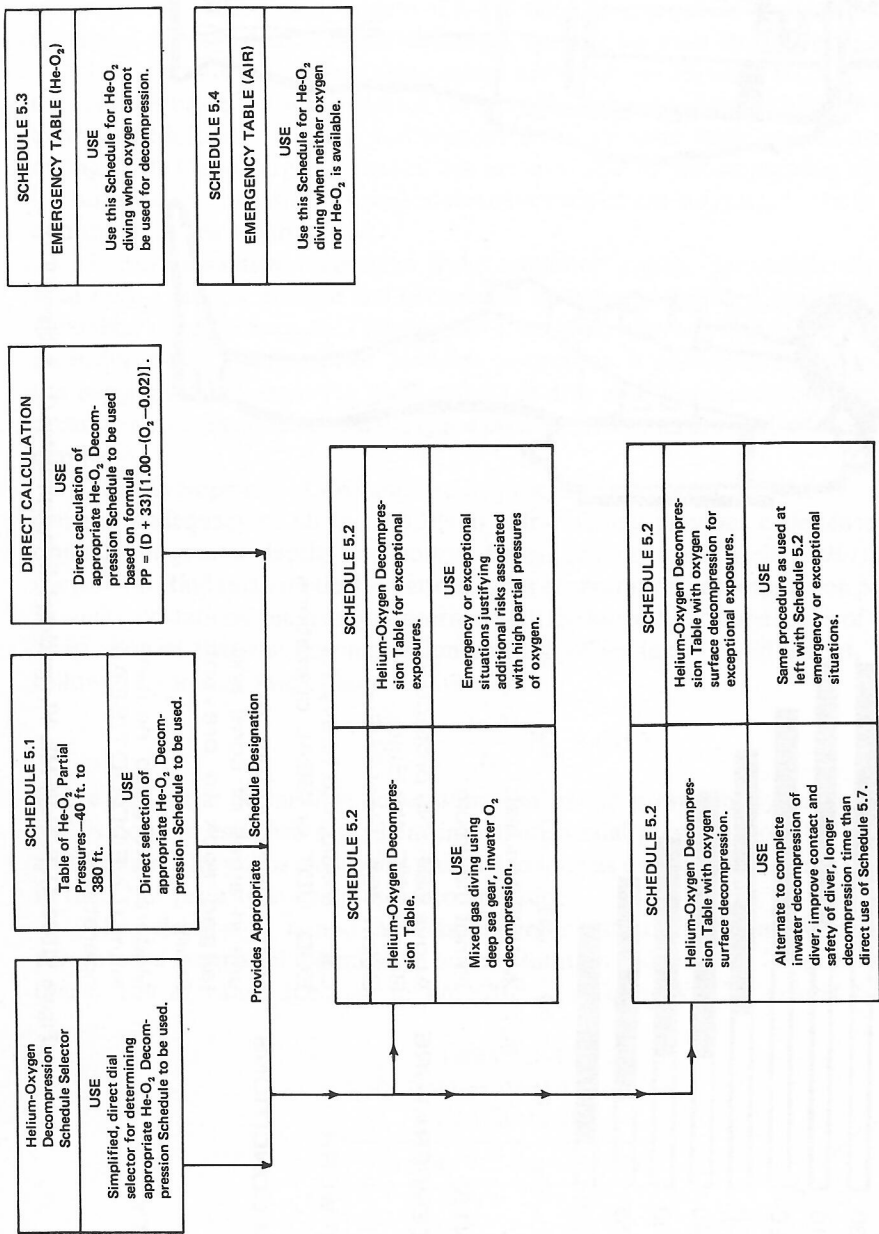 Helium-Oxygen
Decompression
Schedule Selector
USE
Simplified, direct dial
selector for determining
appropriate He-O₂ Decom-
pression Schedule to be used.
SCHEDULE 5.1
Table of He-O₂ Partial
Pressures—40 ft. to
380 ft.
USE
Direct selection of
appropriate He-O₂ Decom-
pression Schedule to be used.
DIRECT CALCULATION
USE
Direct calculation of
appropriate He-O₂ Decom-
pression Schedule to be used
based on formula
PP = (D + 33)[1.00−(O₂−0.02)].
SCHEDULE 5.3
EMERGENCY TABLE (He-O₂)
USE
Use this Schedule for He-O₂
diving when oxygen cannot
be used for decompression.
Provides Appropriate Schedule Designation
SCHEDULE 5.4
EMERGENCY TABLE (AIR)
USE
Use this Schedule for He-O₂
diving when neither oxygen
nor He-O₂ is available.
SCHEDULE 5.2
Helium-Oxygen Decompres-
sion Table.
USE
Mixed gas diving using
deep sea gear, inwater O₂
decompression.
SCHEDULE 5.2
Helium-Oxygen Decompres-
sion Table for exceptional
exposures.
USE
Emergency or exceptional
situations justifying
additional risks associated
with high partial pressures
of oxygen.
SCHEDULE 5.2
Helium-Oxygen Decompres-
sion Table with oxygen
surface decompression.
USE
Alternate to complete
inwater decompression of
diver, improve contact and
safety of diver, longer
decompression time than
direct use of Schedule 5.7.
SCHEDULE 5.2
Helium-Oxygen Decompres-
sion Table with oxygen
surface decompression for
exceptional exposures.
USE
Same procedure as used at
left with Schedule 5.2
emergency or exceptional
situations.